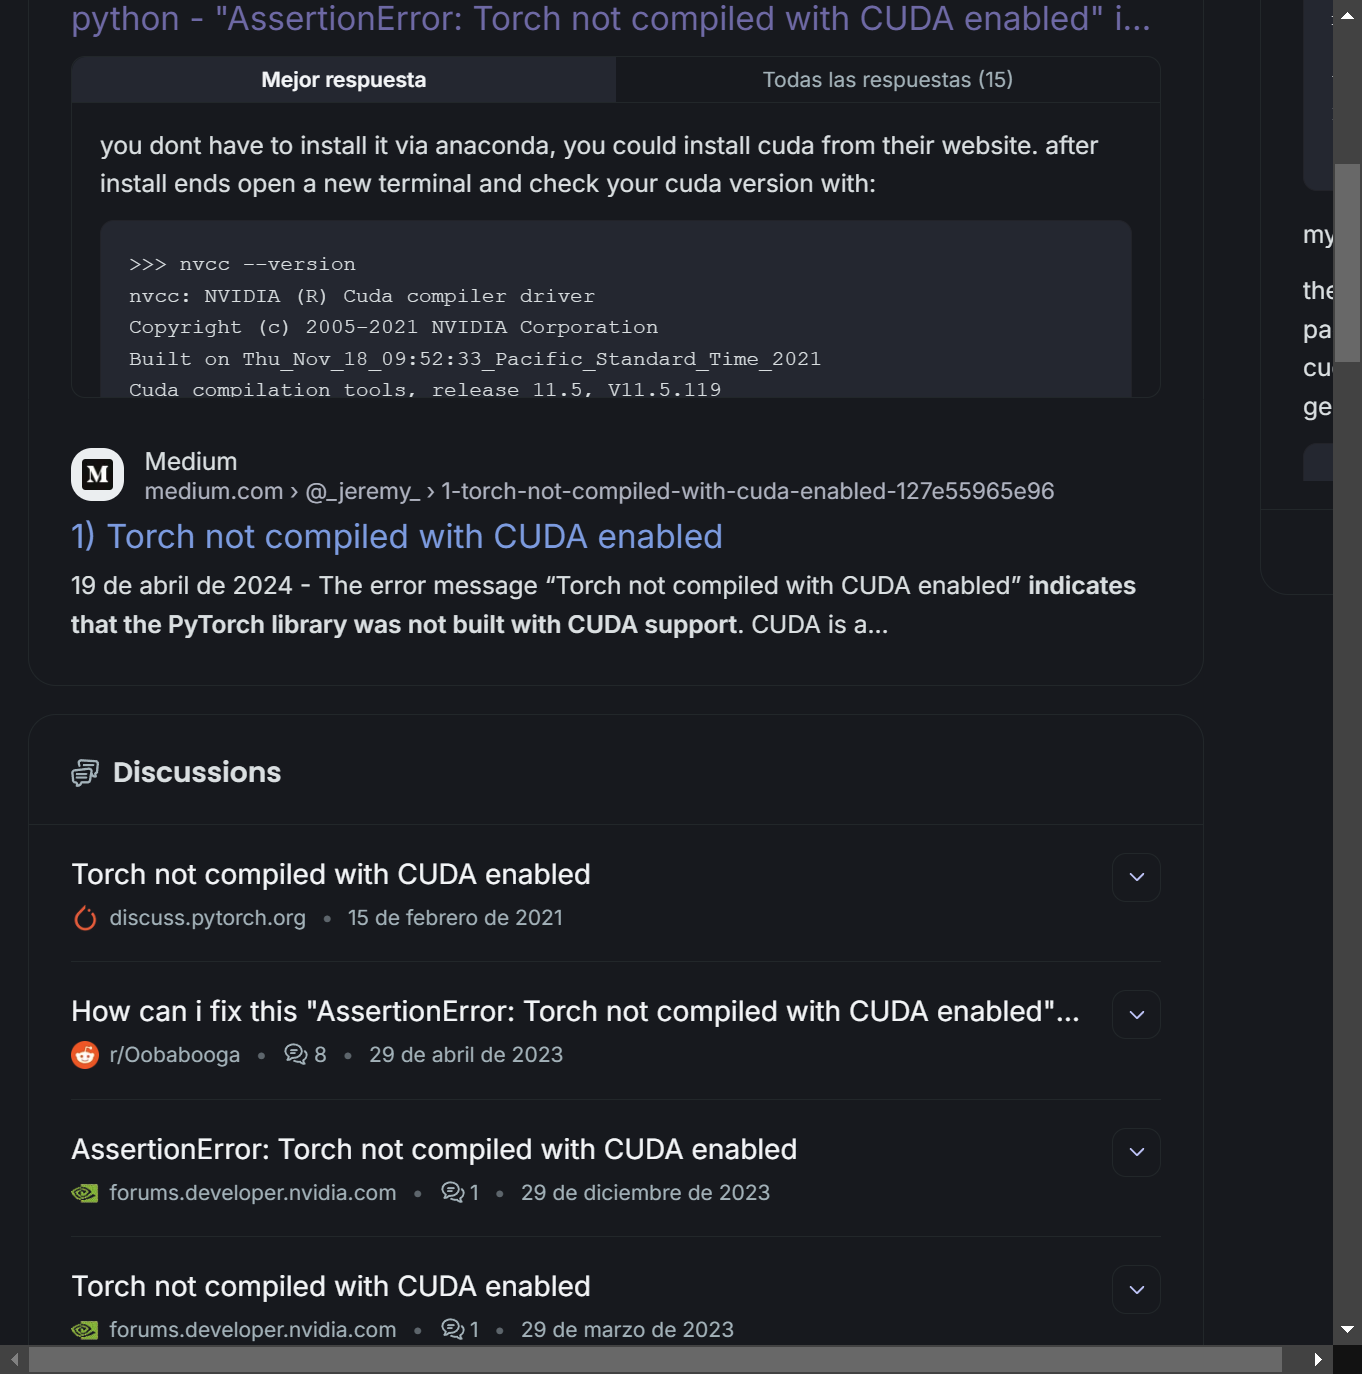 python - "AssertionError: Torch not compiled with CUDA enabled" i...
Mejor respuesta
Todas las respuestas (15)
you dont have to install it via anaconda, you could install cuda from their website. after
install ends open a new terminal and check your cuda version with:
>>> nvcc --version
nvcc: NVIDIA (R) Cuda compiler driver
Copyright (c) 2005-2021 NVIDIA Corporation
Built on Thu_Nov_18_09:52:33_Pacific_Standard_Time_2021
Cuda compilation tools, release 11.5, V11.5.119
Medium
medium.com › @_jeremy_ › 1-torch-not-compiled-with-cuda-enabled-127e55965e96
1) Torch not compiled with CUDA enabled
19 de abril de 2024 - The error message “Torch not compiled with CUDA enabled” indicates
that the PyTorch library was not built with CUDA support. CUDA is a...
Discussions
Torch not compiled with CUDA enabled
discuss.pytorch.org • 15 de febrero de 2021
How can i fix this "AssertionError: Torch not compiled with CUDA enabled"...
r/Oobabooga • 8 • 29 de abril de 2023
AssertionError: Torch not compiled with CUDA enabled
forums.developer.nvidia.com • 1 • 29 de diciembre de 2023
Torch not compiled with CUDA enabled
forums.developer.nvidia.com • 1 • 29 de marzo de 2023
my
the
pa
cu
ge